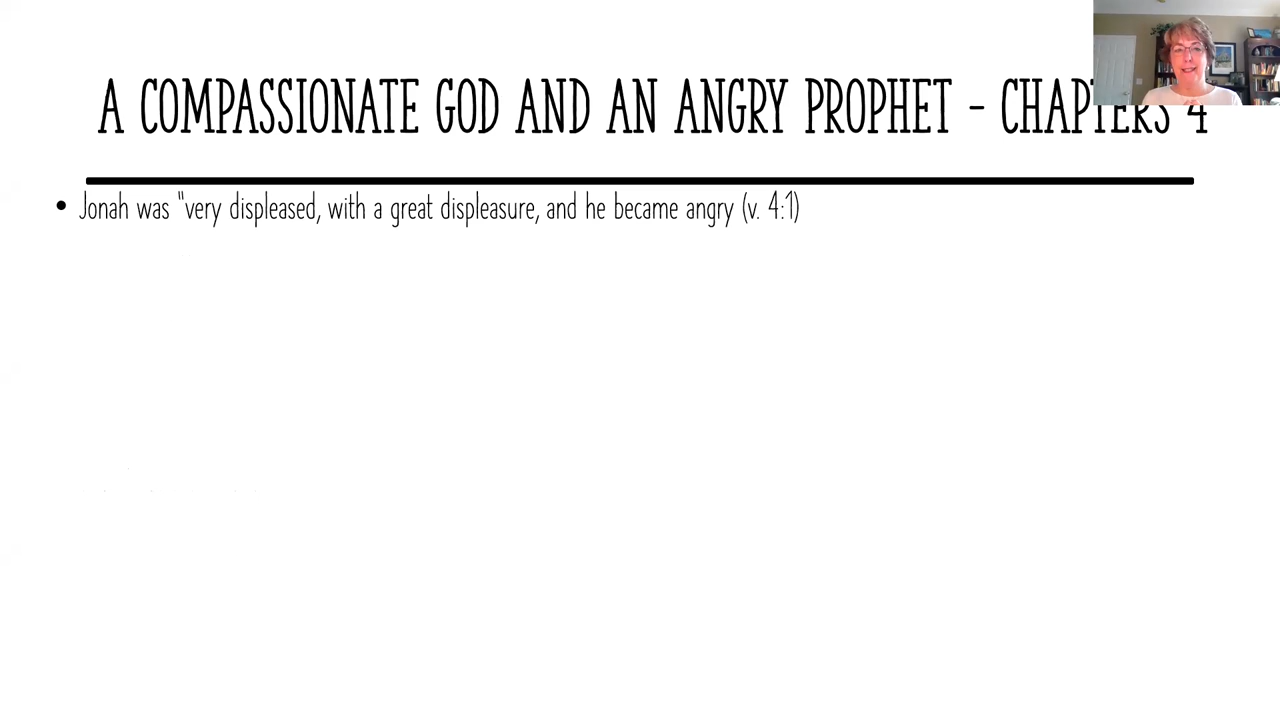 A COMPASSIONATE GOD AND AN ANGRY PROPHET - CHAPTERS 4
• Jonah was "very displeased, with a great displeasure, and he became angry (v. 4:1)